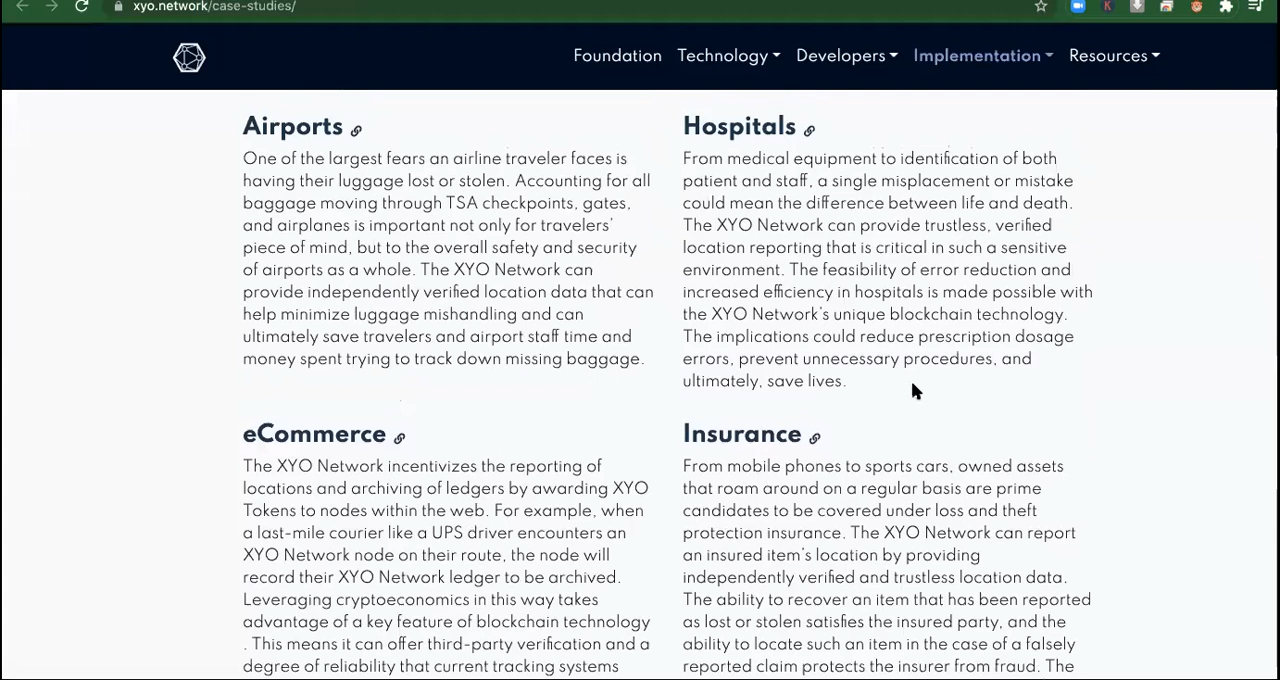 xyo.network/case-studies/
Foundation
Technology
Developers
Implementation
Resources
Airports
One of the largest fears an airline traveler faces is
having their luggage lost or stolen. Accounting for all
baggage moving through TSA checkpoints, gates,
and airplanes is important not only for travelers'
piece of mind, but to the overall safety and security
of airports as a whole. The XYO Network can
provide independently verified location data that can
help minimize luggage mishandling and can
ultimately save travelers and airport staff time and
money spent trying to track down missing baggage.
Hospitals
From medical equipment to identification of both
patient and staff, a single misplacement or mistake
could mean the difference between life and death.
The XYO Network can provide trustless, verified
location reporting that is critical in such a sensitive
environment. The feasibility of error reduction and
increased efficiency in hospitals is made possible with
the XYO Network's unique blockchain technology.
The implications could reduce prescription dosage
errors, prevent unnecessary procedures, and
ultimately, save lives.
eCommerce
The XYO Network incentivizes the reporting of
locations and archiving of ledgers by awarding XYO
Tokens to nodes within the web. For example, when
a last-mile courier like a UPS driver encounters an
XYO Network node on their route, the node will
record their XYO Network ledger to be archived.
Leveraging cryptoeconomics in this way takes
advantage of a key feature of blockchain technology
. This means it can offer third-party verification and a
degree of reliability that current tracking systems
Insurance
From mobile phones to sports cars, owned assets
that roam around on a regular basis are prime
candidates to be covered under loss and theft
protection insurance. The XYO Network can report
an insured item's location by providing
independently verified and trustless location data.
The ability to recover an item that has been reported
as lost or stolen satisfies the insured party, and the
ability to locate such an item in the case of a falsely
reported claim protects the insurer from fraud. The